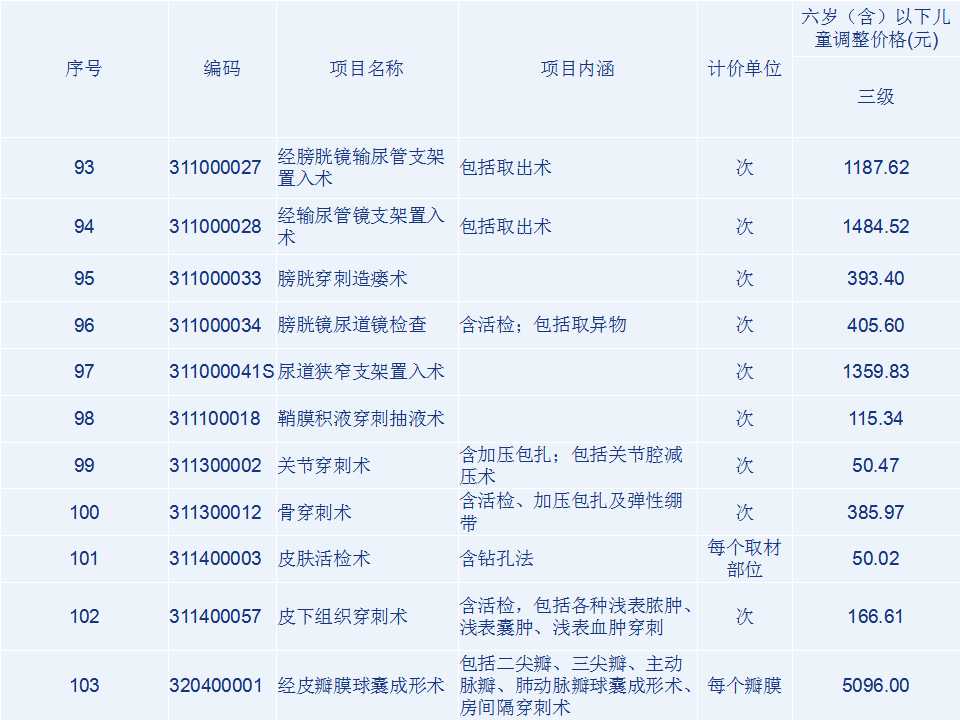 序号 编码 项目名称 项目内涵 计价单位 六岁（含）以下儿
童调整价格(元)
三级
93 311000027 经膀胱镜输尿管支架
置入术 包括取出术 次 1187.62
94 311000028 经输尿管镜支架置入
术 包括取出术 次 1484.52
95 311000033 膀胱穿刺造瘘术 次 393.40
96 311000034 膀胱镜尿道镜检查 含活检；包括取异物 次 405.60
97 311000041S 尿道狭窄支架置入术 次 1359.83
98 311100018 鞘膜积液穿刺抽液术 次 115.34
99 311300002 关节穿刺术 含加压包扎；包括关节腔减
压术 次 50.47
100 311300012 骨穿刺术 含活检、加压包扎及弹性绷
带 次 385.97
101 311400003 皮肤活检术 含钻孔法 每个取材
部位 50.02
102 311400057 皮下组织穿刺术 含活检，包括各种浅表脓肿、
浅表囊肿、浅表血肿穿刺 次 166.61
103 320400001 经皮瓣膜球囊成形术 包括二尖瓣、三尖瓣、主动
脉瓣、肺动脉瓣球囊成形术、
房间隔穿刺术 每个瓣膜 5096.00